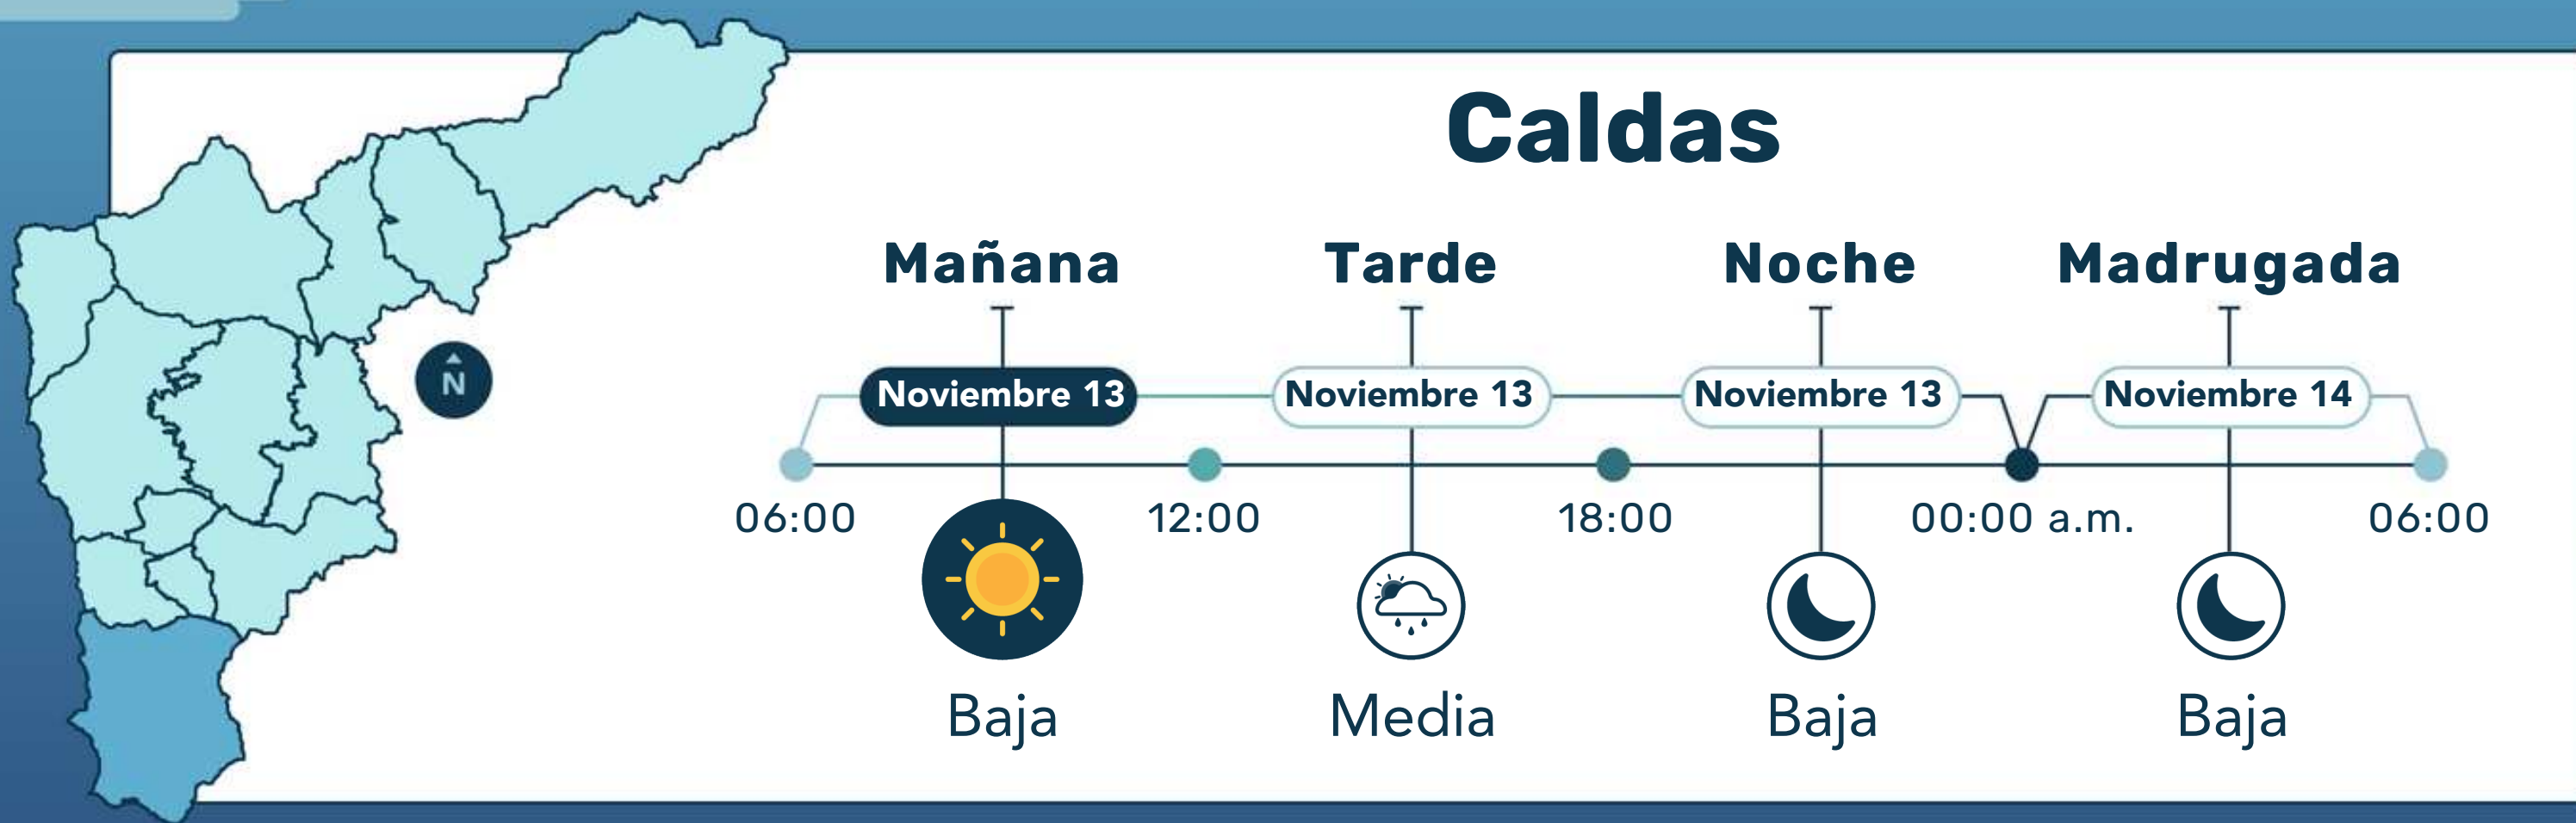 Caldas
Mañana Tarde Noche Madrugada
N
Noviembre 13 Noviembre 13 Noviembre 13 Noviembre 14
06:00 12:00 18:00 00:00 a.m. 06:00
Baja Media Baja Baja